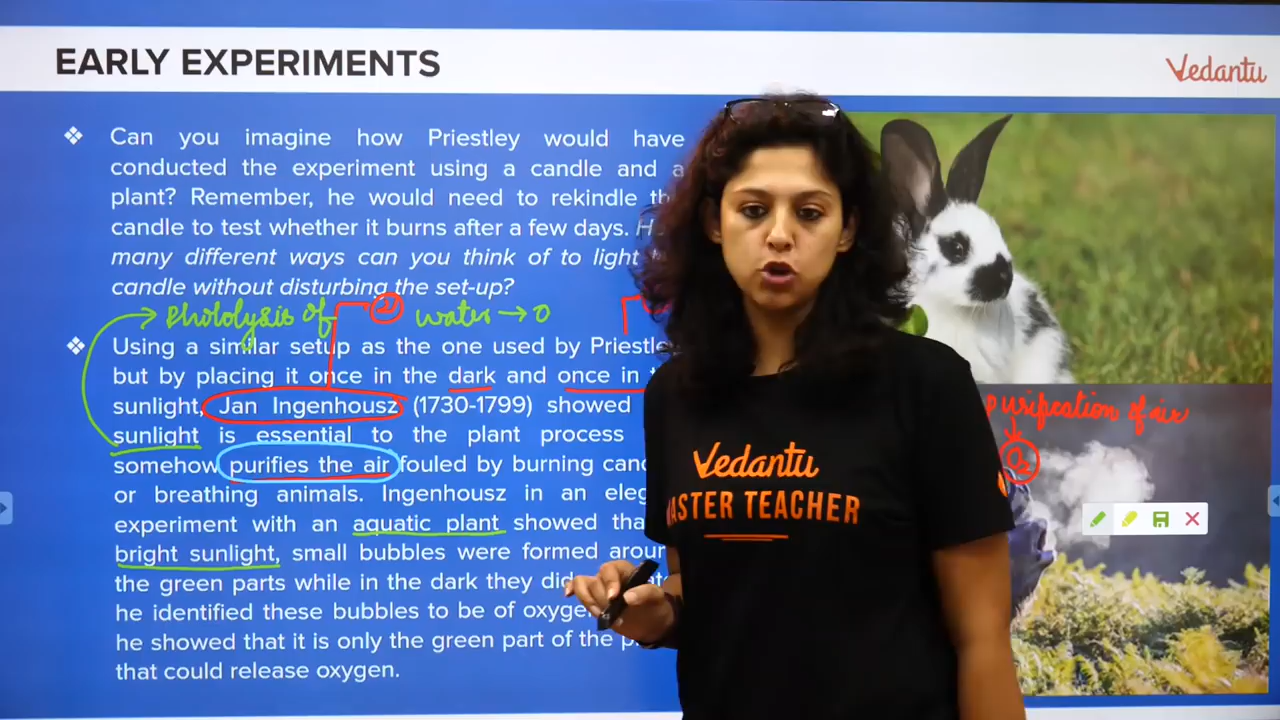 EARLY EXPERIMENTS
Vedantu
❖ Can you imagine how Priestley would have
conducted the experiment using a candle and a
plant? Remember, he would need to rekindle
candle to test whether it burns after a few days.
many different ways can you think of to light
candle without disturbing the set-up?
Photolysis of ② water → O
❖ Using a similar setup as the one used by
but by placing it once in the dark and once in
sunlight, Jan Ingenhousz (1730-1799) showed
sunlight is essential to the plant process
somehow purifies the air fouled by burning
or breathing animals. Ingenhousz in an
experiment with an aquatic plant showed
bright sunlight, small bubbles were formed
the green parts while in the dark they did
he identified these bubbles to be of
he showed that it is only the green part of the
that could release oxygen.
purification of air
O2
Vedantu
MASTER TEACHER